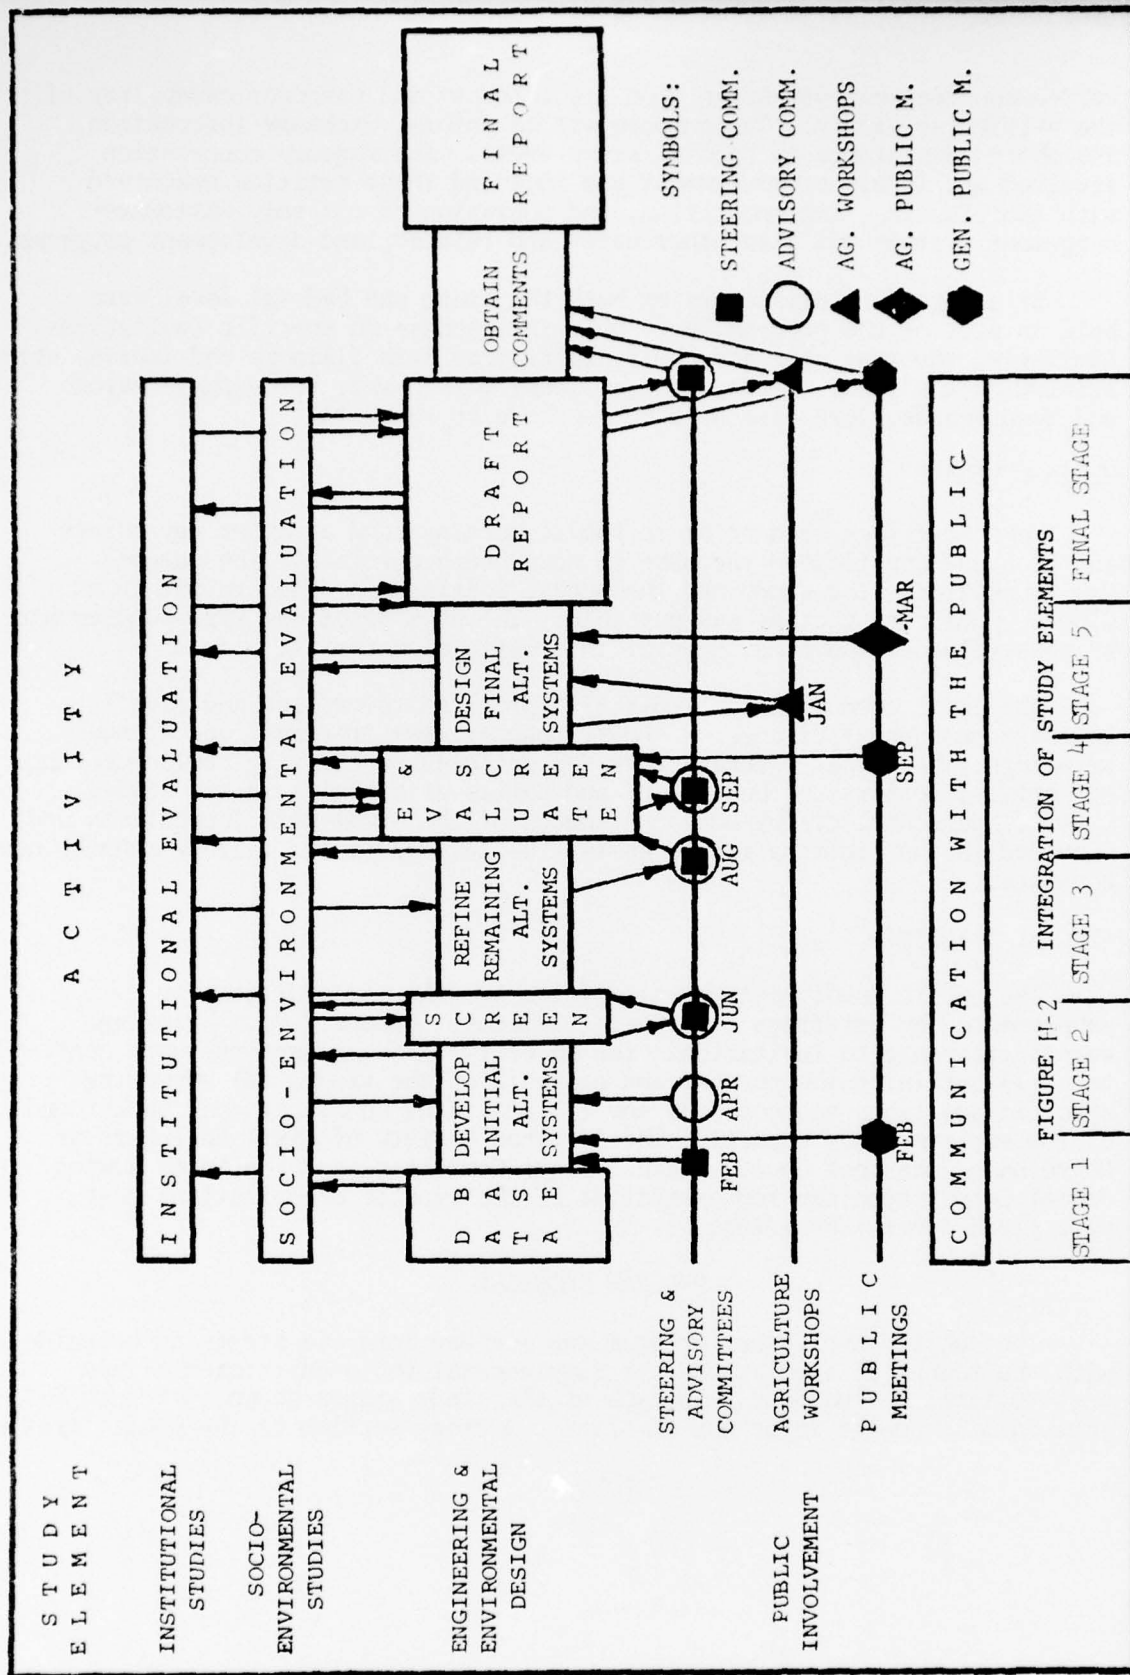 STUDY
ELEMENT
ACTIVITY
INSTITUTIONAL
STUDIES
INSTITUTIONAL EVALUATION
SOCIO-
ENVIRONMENTAL
STUDIES
SOCIO-ENVIRONMENTAL EVALUATION
ENGINEERING &
ENVIRONMENTAL
DESIGN
DATA
BASE
DEVELOP
INITIAL
ALT.
SYSTEMS
SCREEN
REFINE
REMAINING
ALT.
SYSTEMS
EVALUATE
&
ASSURE
DESIGN
FINAL
ALT.
SYSTEMS
DRAFT
REPORT
OBTAIN
COMMENTS
FINAL
REPORT
PUBLIC
INVOLVEMENT
STEERING &
ADVISORY
COMMITTEES
FEB
APR
JUN
AUG
SEP
AGRICULTURE
WORKSHOPS
JAN
PUBLIC
MEETINGS
FEB
SEP
-MAR
SYMBOLS:
STEERING COMM.
ADVISORY COMM.
AG. WORKSHOPS
AG. PUBLIC M.
GEN. PUBLIC M.
COMMUNICATION WITH THE PUBLIC
FIGURE H-2 INTEGRATION OF STUDY ELEMENTS
STAGE 1 STAGE 2 STAGE 3 STAGE 4 STAGE 5 FINAL STAGE